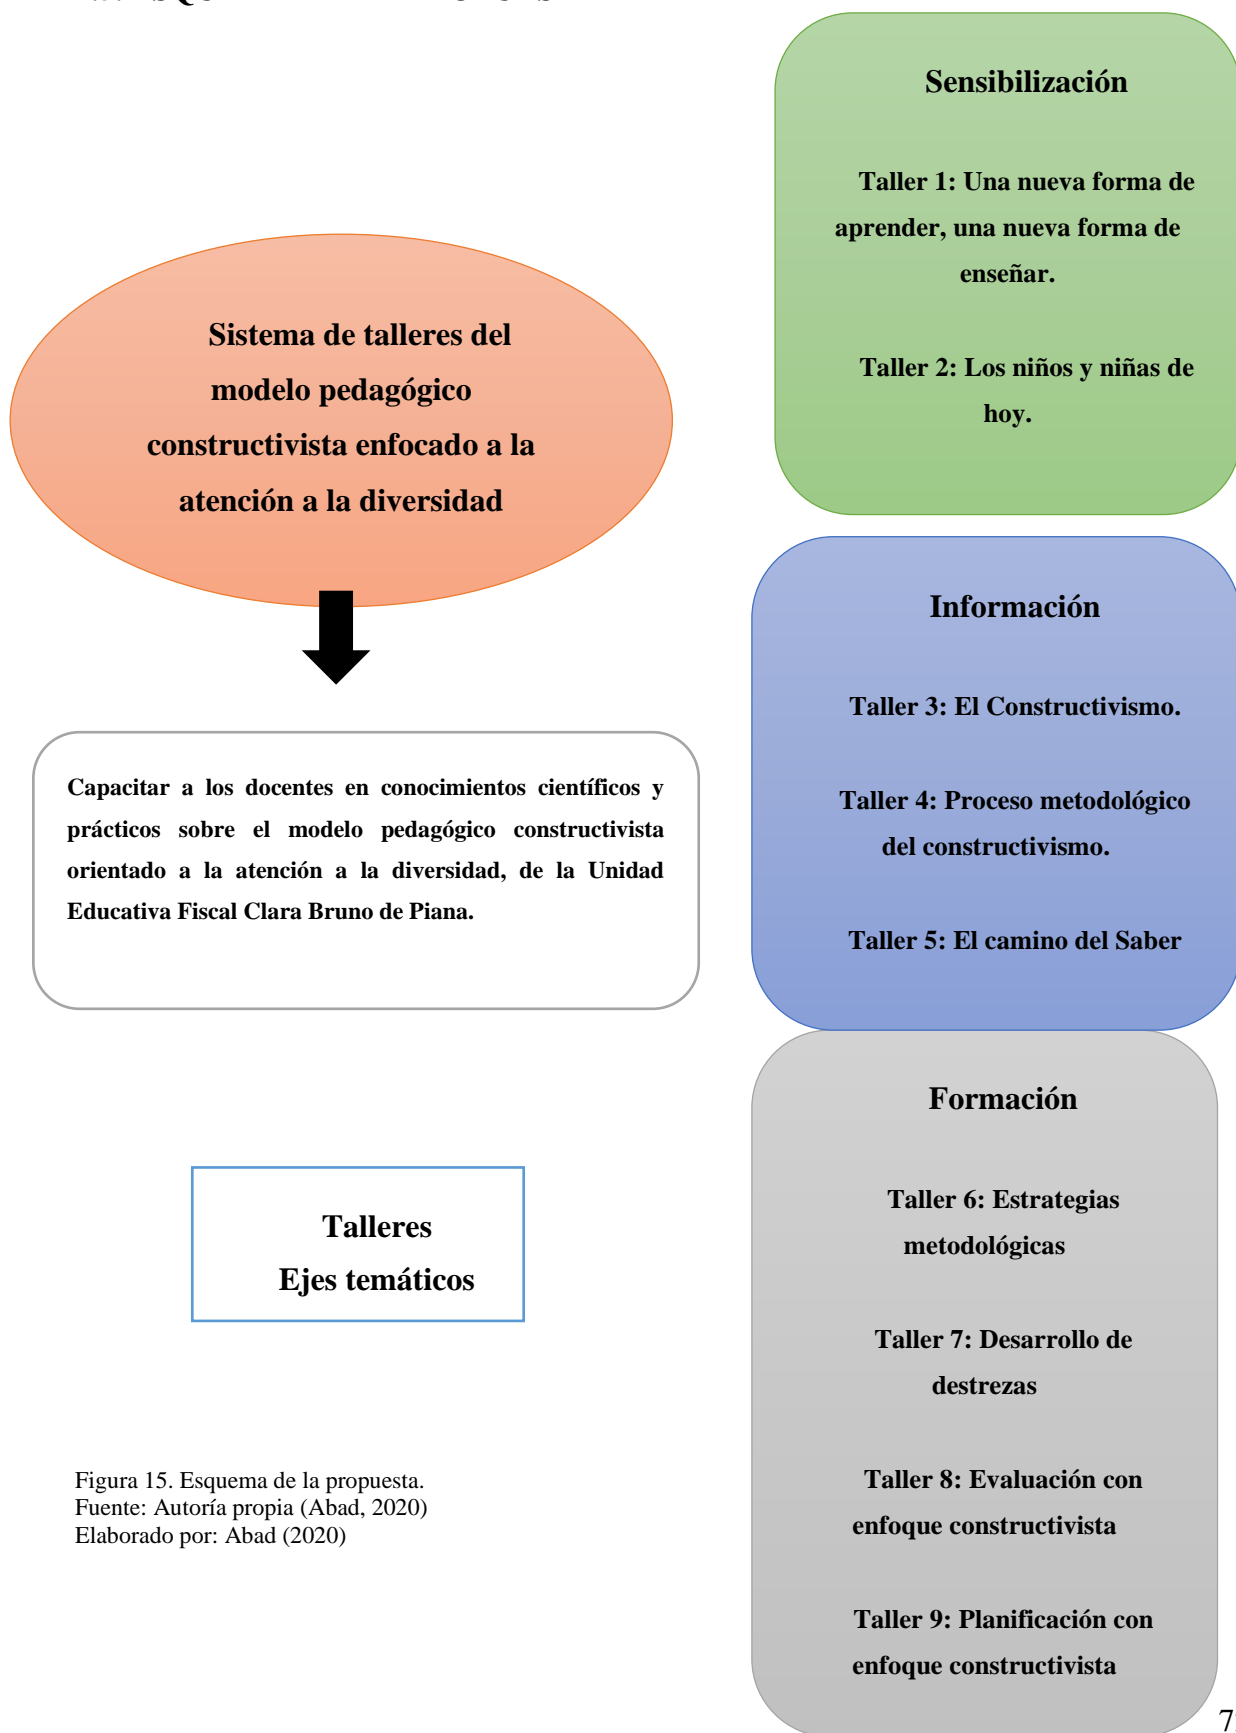 Sistema de talleres del
modelo pedagógico
constructivista enfocado a la
atención a la diversidad
Capacitar a los docentes en conocimientos científicos y
prácticos sobre el modelo pedagógico constructivista
orientado a la atención a la diversidad, de la Unidad
Educativa Fiscal Clara Bruno de Piana.
Talleres
Ejes temáticos
Sensibilización
Taller 1: Una nueva forma de
aprender, una nueva forma de
enseñar.
Taller 2: Los niños y niñas de
hoy.
Información
Taller 3: El Constructivismo.
Taller 4: Proceso metodológico
del constructivismo.
Taller 5: El camino del Saber
Formación
Taller 6: Estrategias
metodológicas
Taller 7: Desarrollo de
destrezas
Taller 8: Evaluación con
enfoque constructivista
Taller 9: Planificación con
enfoque constructivista
Figura 15. Esquema de la propuesta.
Fuente: Autoría propia (Abad, 2020)
Elaborado por: Abad (2020)